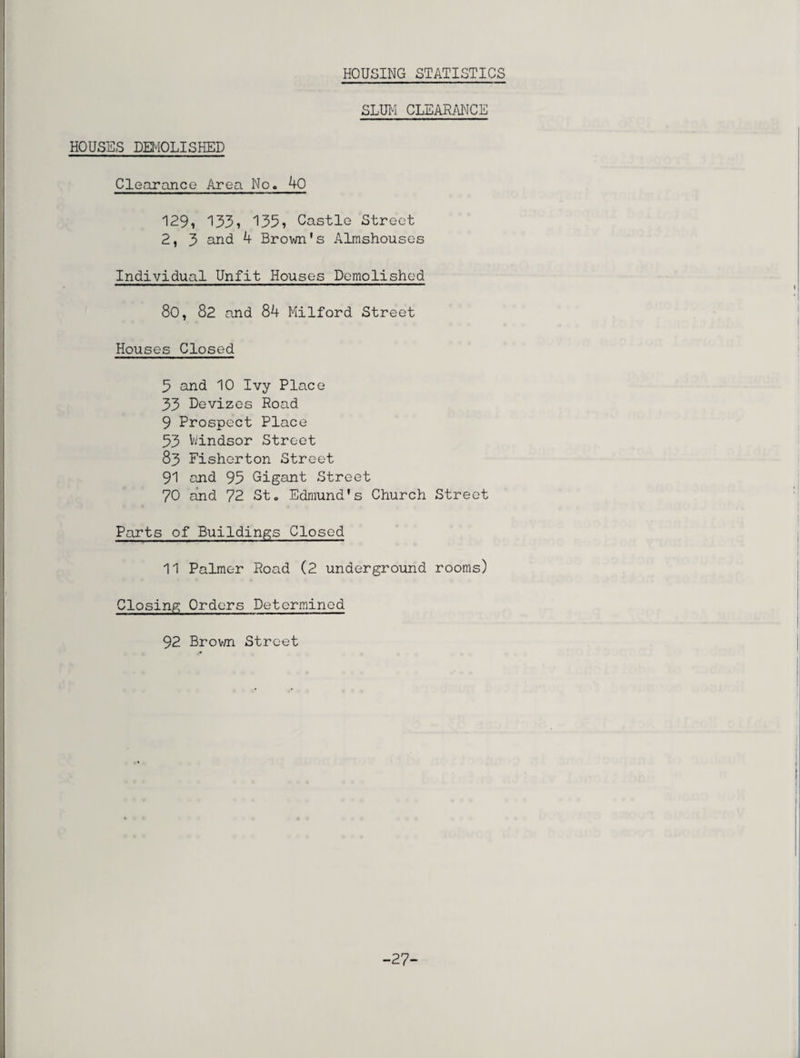 HOUSING STATISTICS
SLUM CLEARANCE
HOUSES DEMOLISHED
Clearance Area No. 40
129, 133, 135, Castle Street
2, 3 and 4 Brown's Almshouses
Individual Unfit Houses Demolished
80, 82 and 84 Milford Street
Houses Closed
5 and 10 Ivy Place
33 Devizes Road
9 Prospect Place
53 Windsor Street
83 Fisherton Street
91 and 95 Gigant Street
70 and 72 St. Edmund's Church Street
Parts of Buildings Closed
11 Palmer Road (2 underground rooms)
Closing Orders Determined
92 Brown Street
-27-